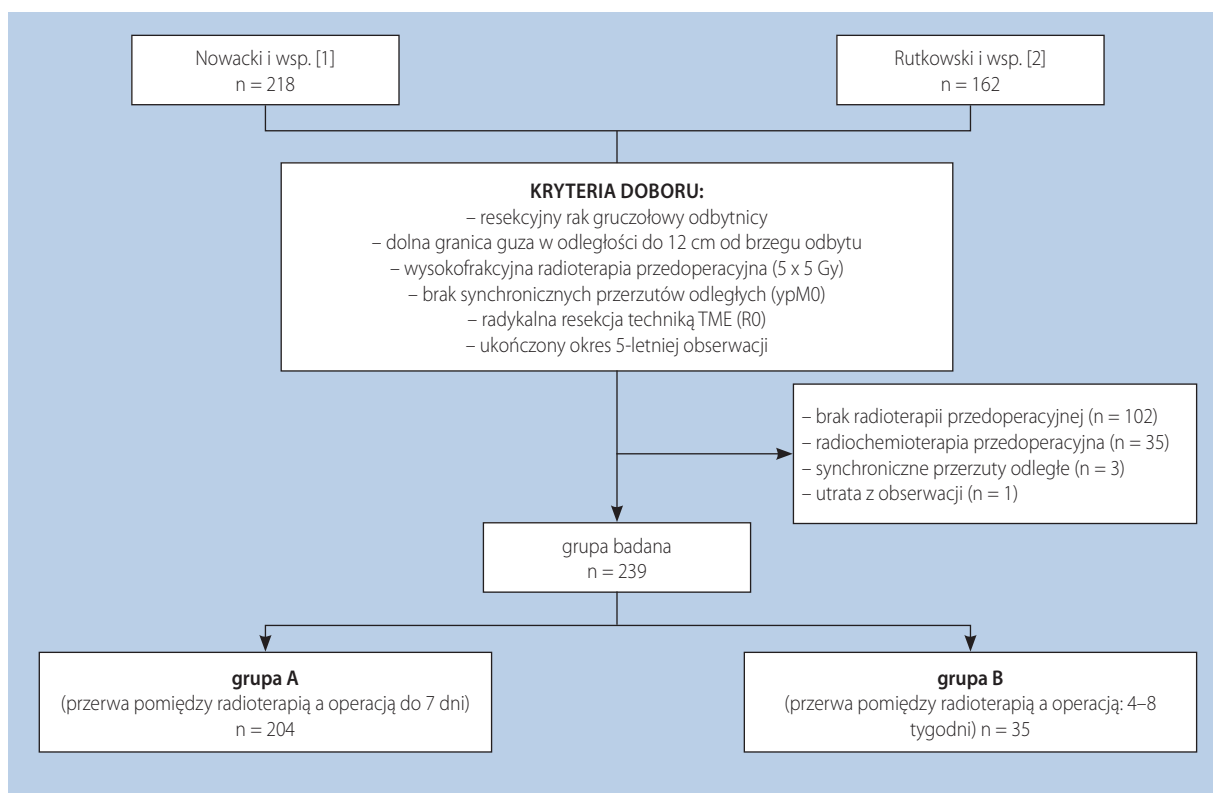 Nowacki i wsp. [1]
n = 218
Rutkowski i wsp. [2]
n = 162
KRYTERIA DOBORU:
– resekcyjny rak gruczołowy odbytnicy
– dolna granica guza w odległości do 12 cm od brzegu odbytu
– wysokofrakcyjna radioterapia przedoperacyjna (5 x 5 Gy)
– brak synchronicznych przerzutów odległych (ypM0)
– radykalna resekcja techniką TME (R0)
– ukończony okres 5-letniej obserwacji
– brak radioterapii przedoperacyjnej (n = 102)
– radiochemioterapia przedoperacyjna (n = 35)
– synchroniczne przerzuty odległe (n = 3)
– utrata z obserwacji (n = 1)
grupa badana
n = 239
grupa A
(przerwa pomiędzy radioterapią a operacją do 7 dni)
n = 204
grupa B
(przerwa pomiędzy radioterapią a operacją: 4–8
tygodni) n = 35